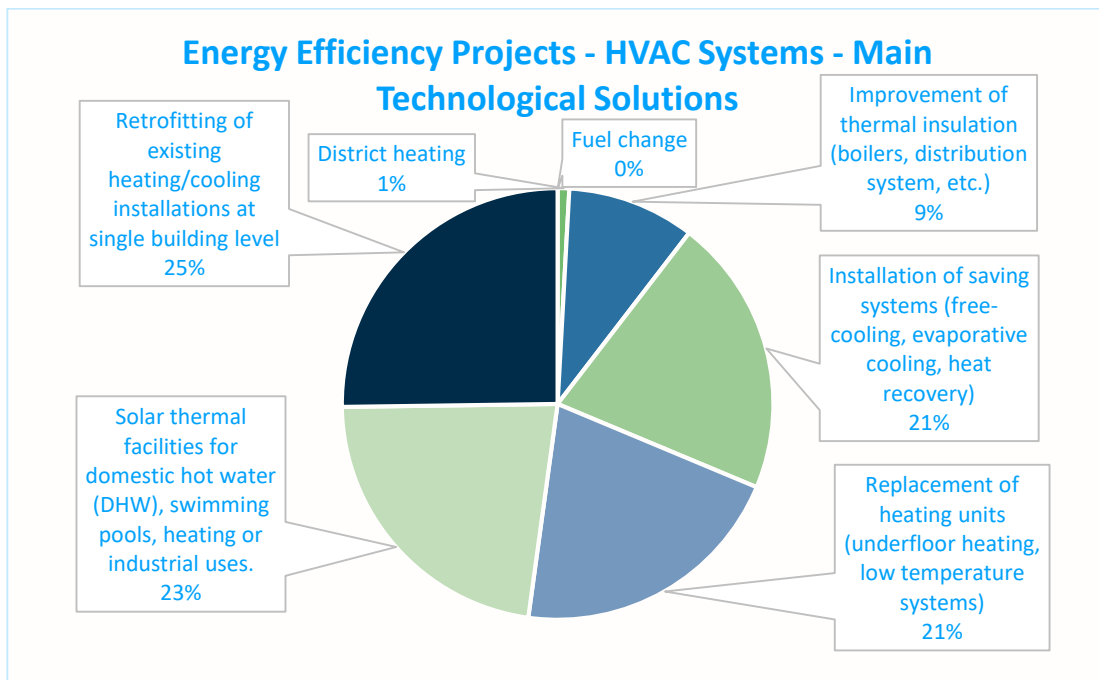 Energy Efficiency Projects - HVAC Systems - Main
Technological Solutions
Retrofitting of
existing
heating/cooling
installations at
single building level
25%
District heating
1%
Fuel change
0%
Improvement of
thermal insulation
(boilers, distribution
system, etc.)
9%
Installation of saving
systems (free-
cooling, evaporative
cooling, heat
recovery)
21%
Solar thermal
facilities for
domestic hot water
(DHW), swimming
pools, heating or
industrial uses.
23%
Replacement of
heating units
(underfloor heating,
low temperature
systems)
21%